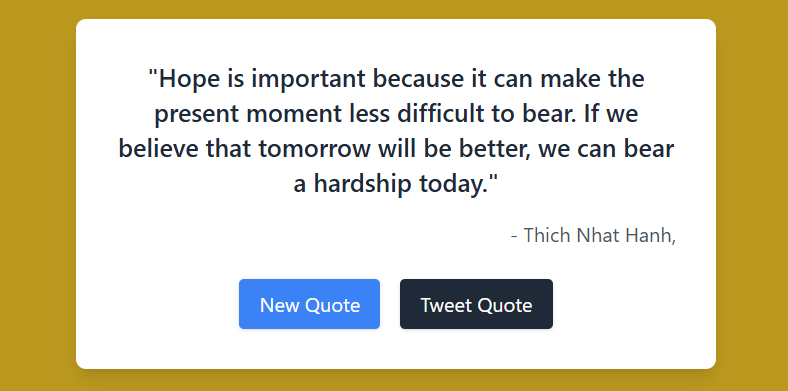 "Hope is important because it can make the
present moment less difficult to bear. If we
believe that tomorrow will be better, we can bear
a hardship today."
- Thich Nhat Hanh,
New Quote
Tweet Quote